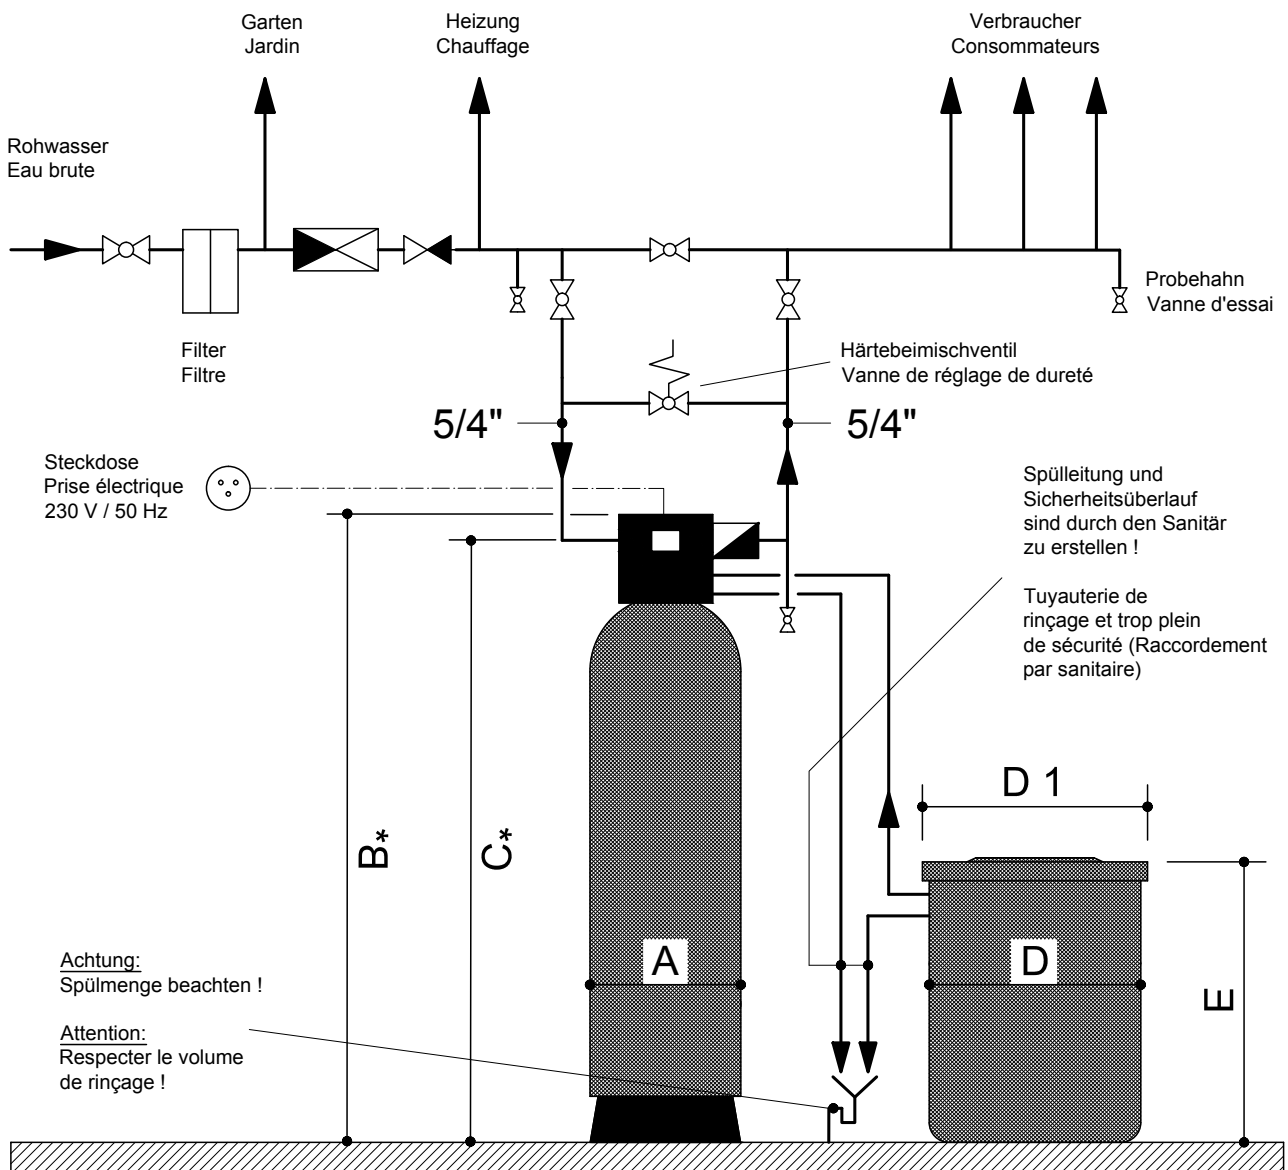 Garten
Jardin
Heizung
Chauffage
Verbraucher
Consommateurs
Rohwasser
Eau brute
Probehahn
Vanne d'essai
Filter
Filtre
Härtebeimischventil
Vanne de réglage de dureté
5/4"
5/4"
Steckdose
Prise électrique
230 V / 50 Hz
Spülleitung und
Sicherheitsüberlauf
sind durch den Sanitär
zu erstellen !
Tuyauterie de
rinçage et trop plein
de sécurité (Raccordement
par sanitaire)
D 1
B*
C*
A
D
E
Achtung:
Spülmenge beachten !
Attention:
Respecter le volume
de rinçage !